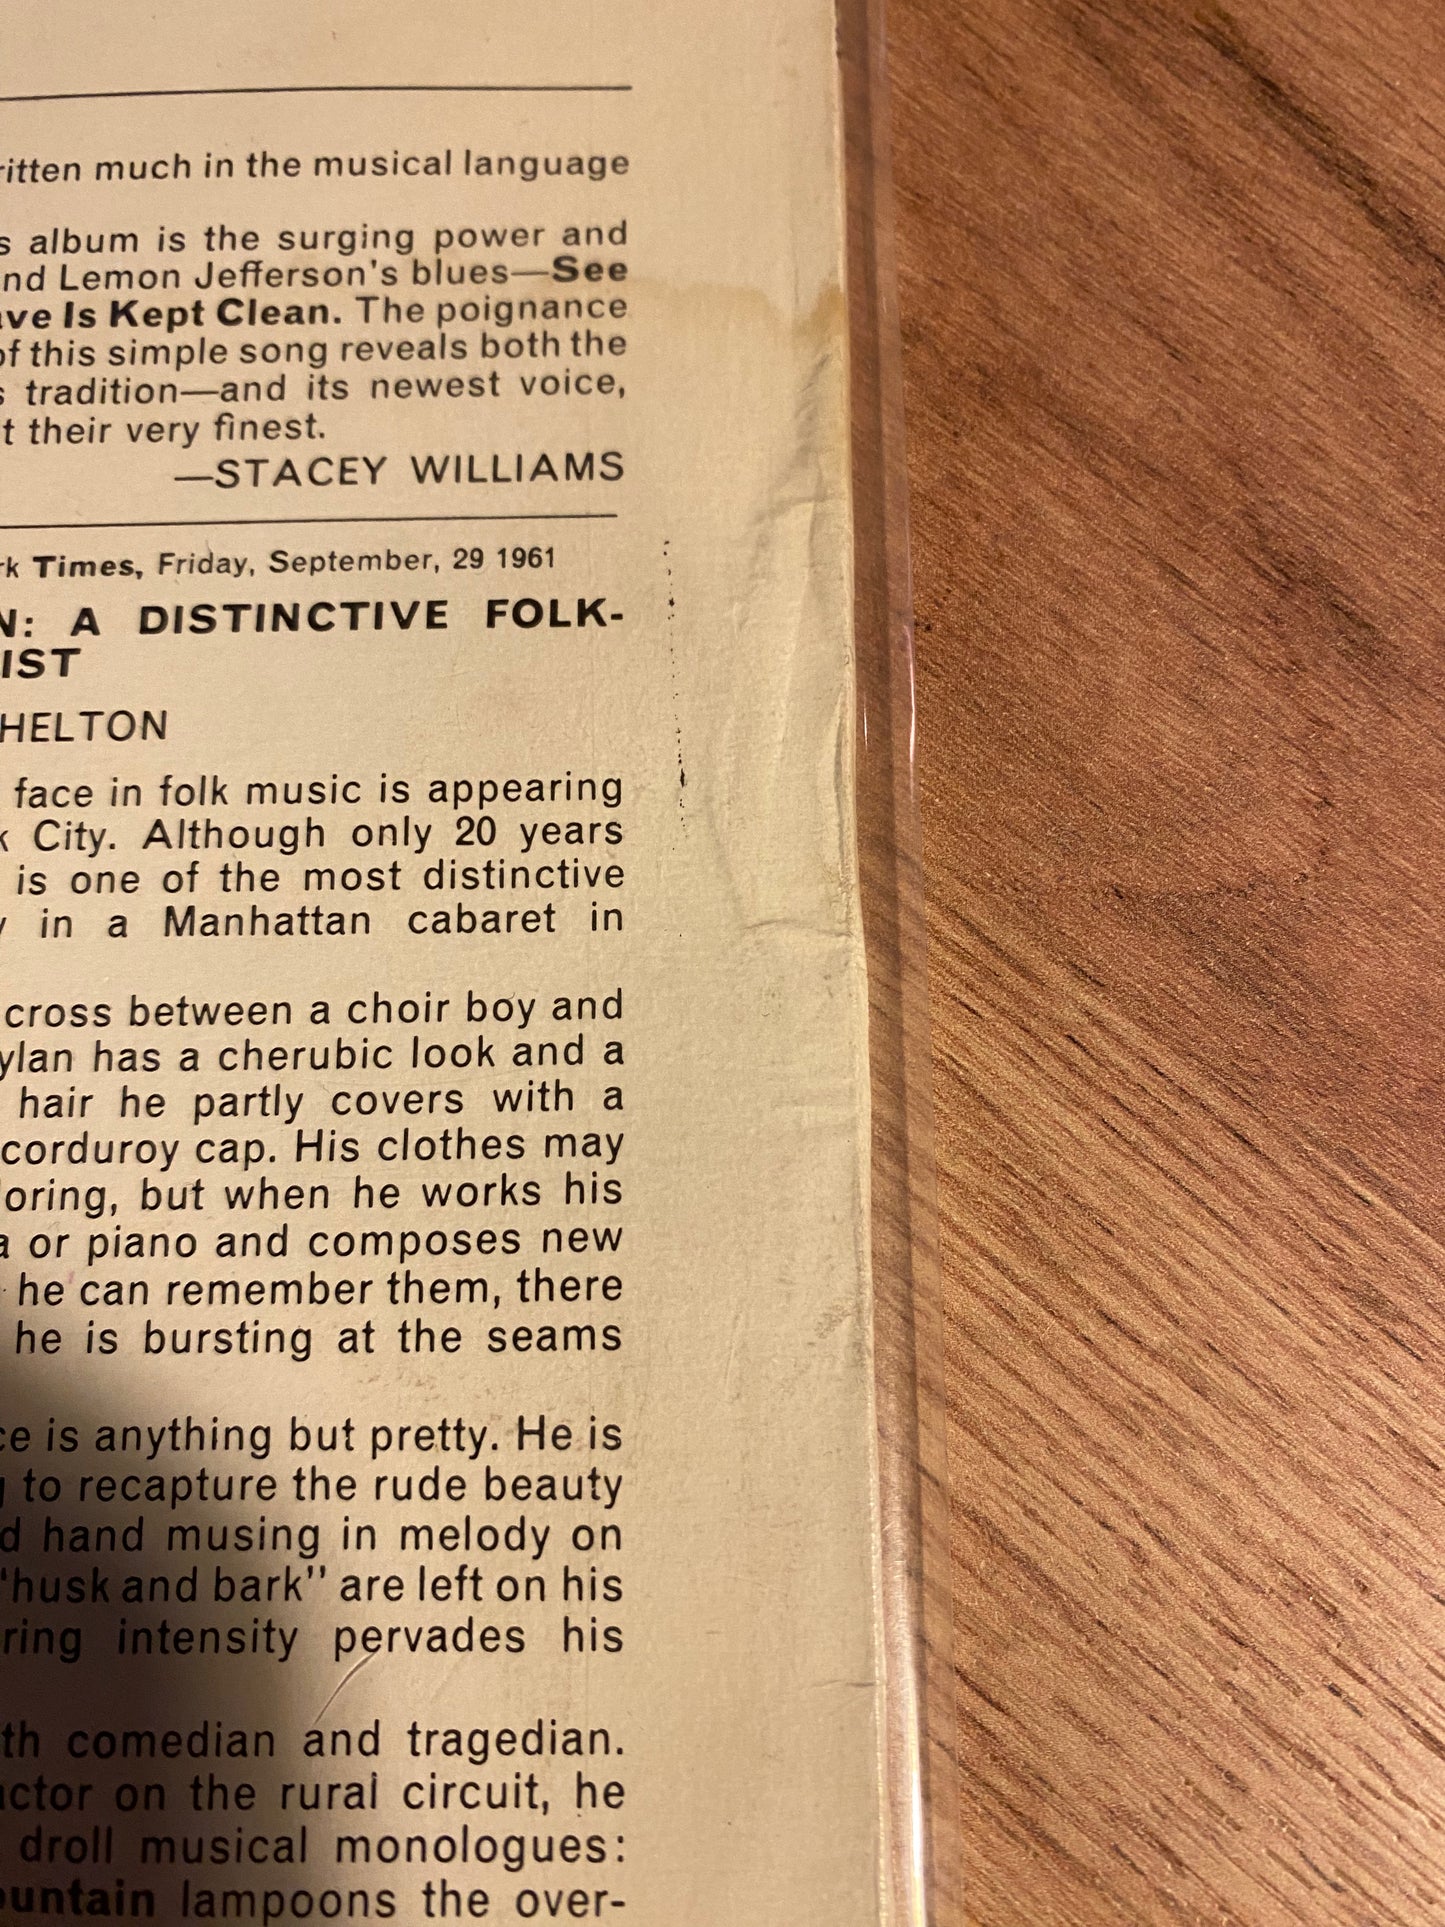 ritten much in the musical language
s album is the surging power and
nd Lemon Jefferson's blues—See
ave Is Kept Clean. The poignance
of this simple song reveals both the
s tradition—and its newest voice,
t their very finest.
—STACEY WILLIAMS
rk Times, Friday, September, 29 1961
N: A DISTINCTIVE FOLK-
IST
HELTON
face in folk music is appearing
k City. Although only 20 years
is one of the most distinctive
y in a Manhattan cabaret in
cross between a choir boy and
ylan has a cherubic look and a
hair he partly covers with a
corduroy cap. His clothes may
loring, but when he works his
a or piano and composes new
he can remember them, there
he is bursting at the seams
ce is anything but pretty. He is
g to recapture the rude beauty
d hand musing in melody on
"husk and bark" are left on his
ring intensity pervades his
th comedian and tragedian.
actor on the rural circuit, he
droll musical monologues:
ountain lampoons the over-